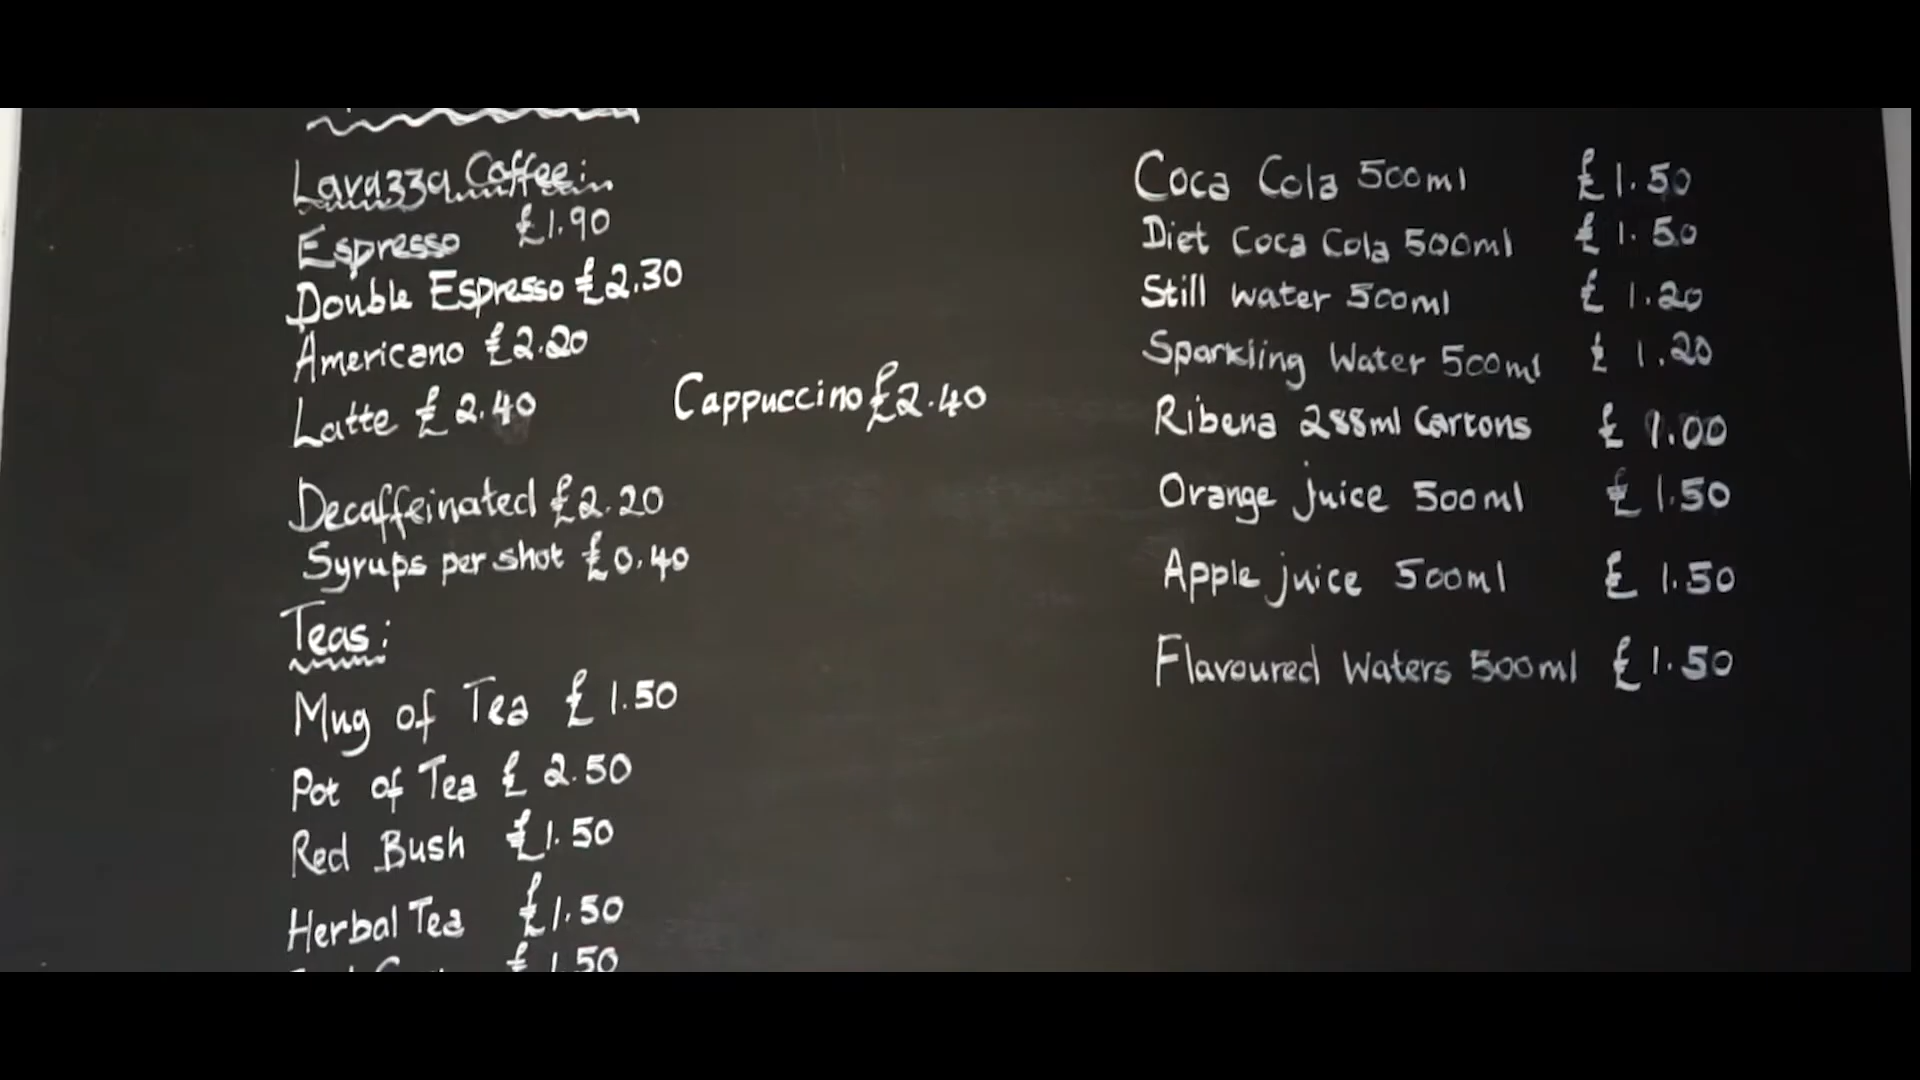 Lavazza Coffee:
Espresso £1.90
Double Espresso £2.30
Americano £2.20
Latte £2.40
Cappuccino £2.40
Decaffeinated £2.20
Syrups per shot £0.40
Teas:
Mug of Tea £1.50
Pot of Tea £2.50
Red Bush £1.50
Herbal Tea £1.50
£1.50
Coca Cola 500ml £1.50
Diet Coca Cola 500ml £1.50
Still water 500ml £1.20
Sparkling Water 500ml £1.20
Ribena 288ml Cartons £1.00
Orange juice 500ml £1.50
Apple juice 500ml £1.50
Flavoured Waters 500ml £1.50